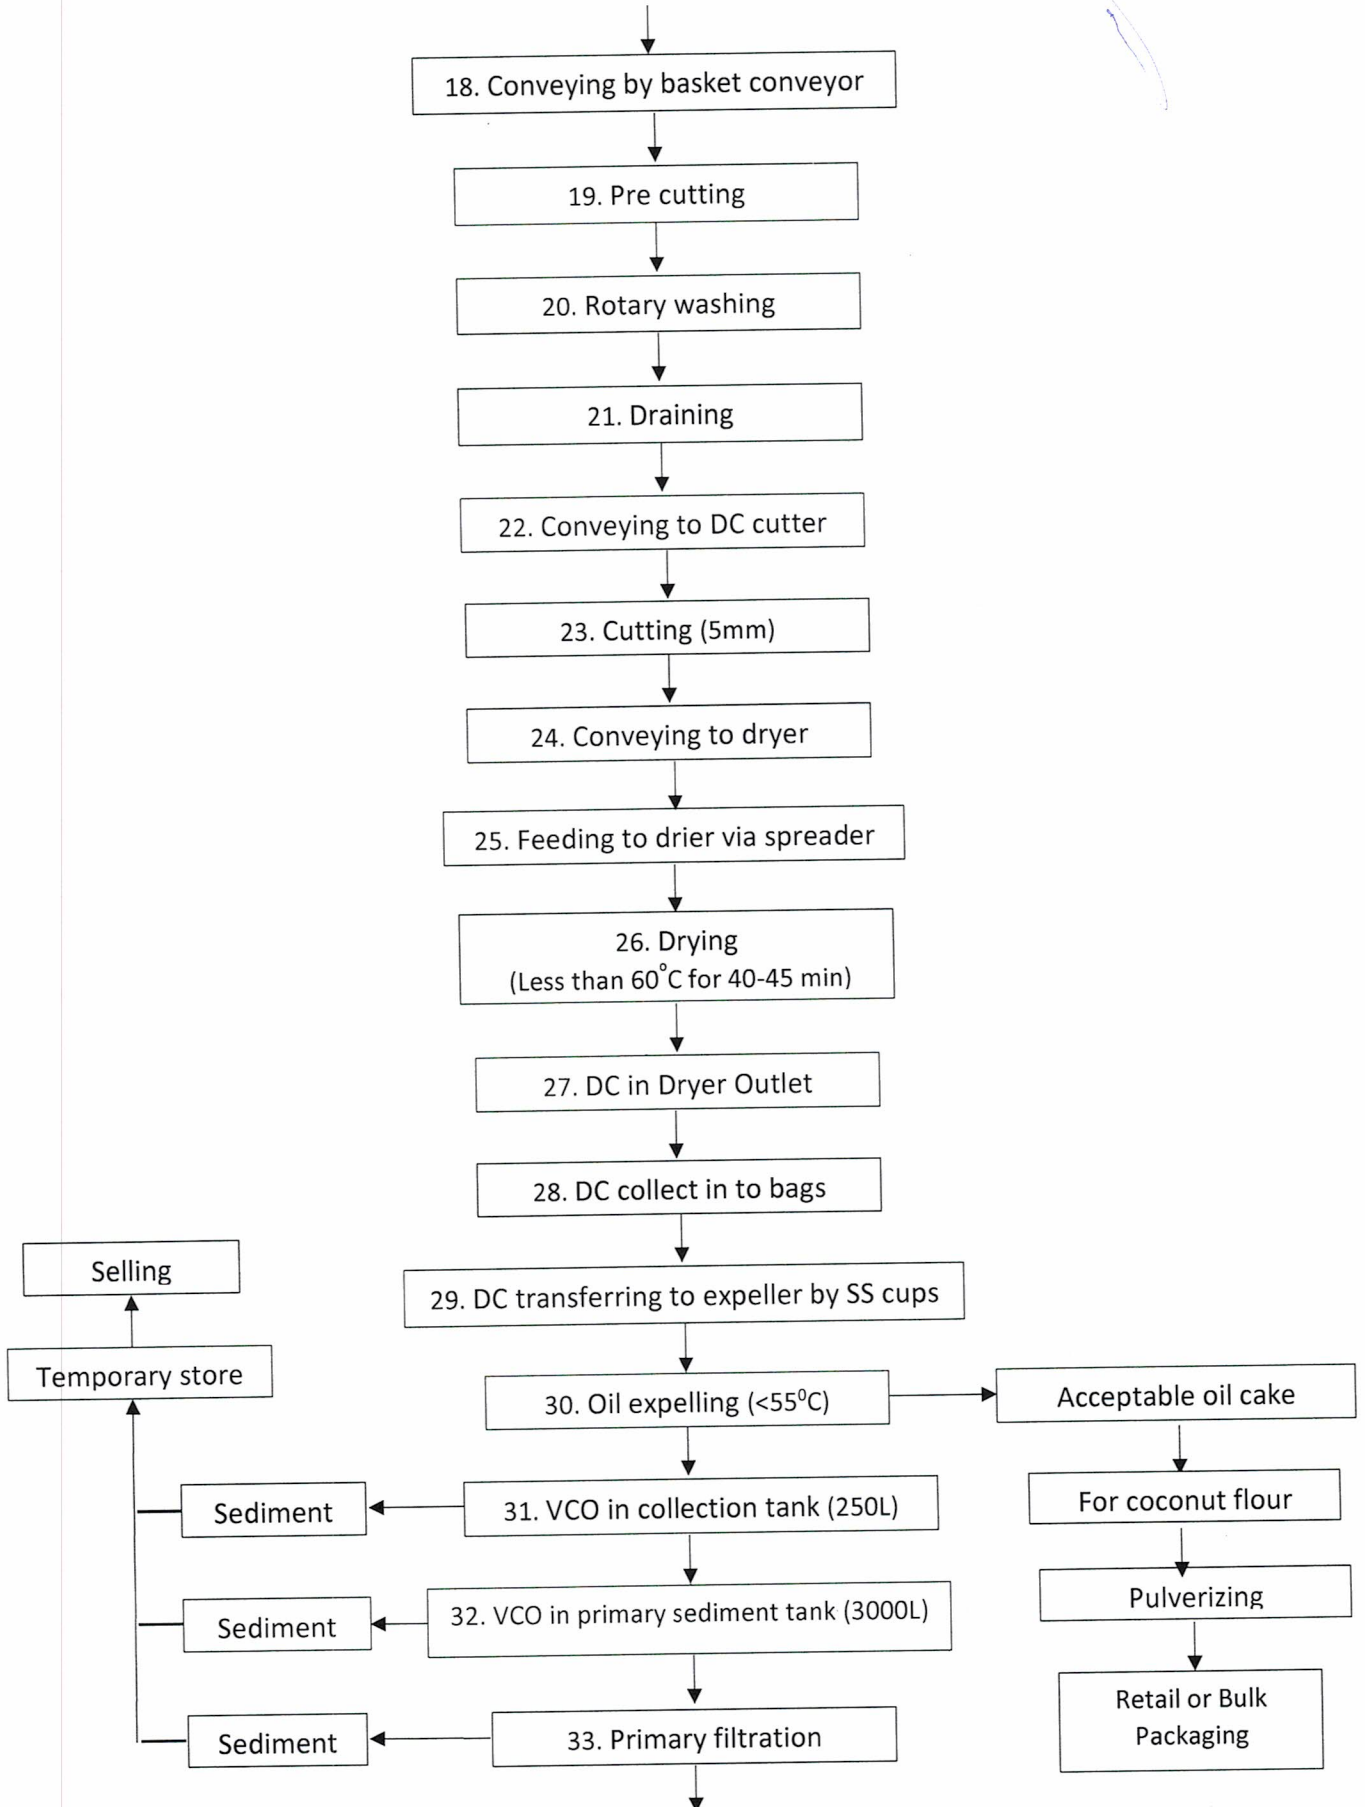 18. Conveying by basket conveyor
19. Pre cutting
20. Rotary washing
21. Draining
22. Conveying to DC cutter
23. Cutting (5mm)
24. Conveying to dryer
25. Feeding to drier via spreader
26. Drying
(Less than 60°C for 40-45 min)
27. DC in Dryer Outlet
28. DC collect in to bags
Selling
29. DC transferring to expeller by SS cups
Temporary store
30. Oil expelling (<55⁰C)
Acceptable oil cake
Sediment
31. VCO in collection tank (250L)
For coconut flour
Sediment
32. VCO in primary sediment tank (3000L)
Pulverizing
Sediment
33. Primary filtration
Retail or Bulk
Packaging